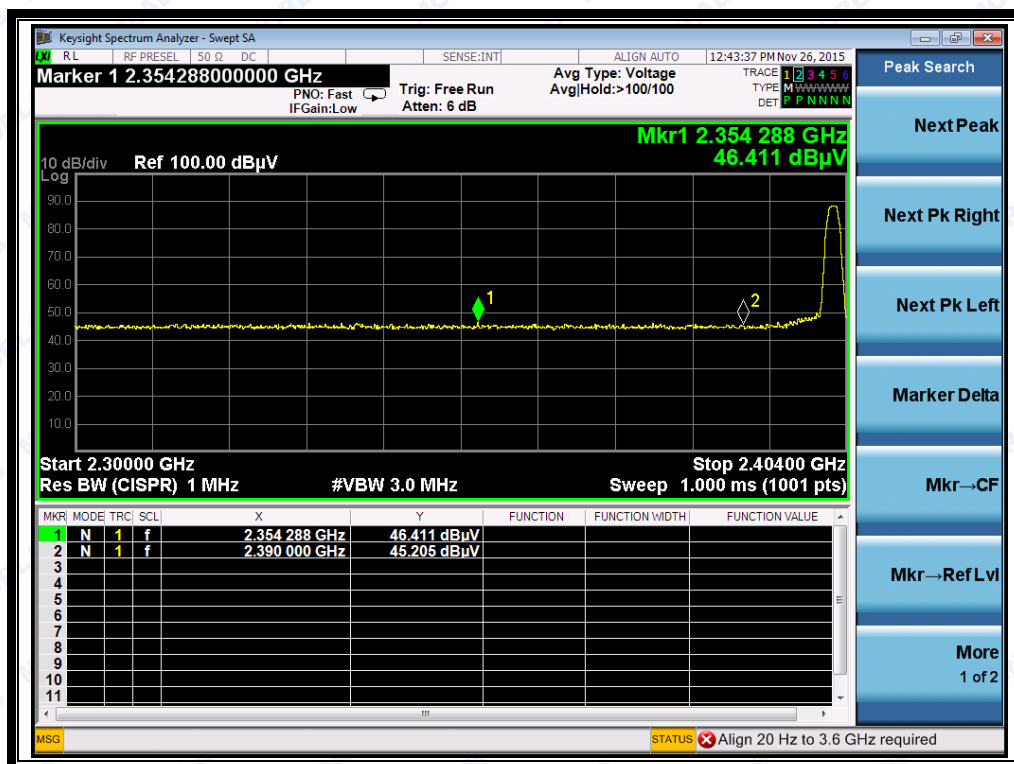 Keysight Spectrum Analyzer - Swept SA
LXI RL RF PRESEL 50 Ω DC SENSE:INT ALIGN AUTO 12:43:37 PM Nov 26, 2015
Marker 1 2.354288000000 GHz
PNO: Fast
IFGain:Low
Trig: Free Run
Atten: 6 dB
Avg Type: Voltage
Avg|Hold:>100/100
TRACE 1 2 3 4 5 6
TYPE M WWWWW
DET P P N N N N
Peak Search
Next Peak
Next Pk Right
Next Pk Left
Marker Delta
Mkr→CF
Mkr→Ref Lvl
More
1 of 2
Mkr1 2.354 288 GHz
46.411 dBµV
10 dB/div Ref 100.00 dBµV
Log
90.0
80.0
70.0
60.0
50.0
40.0
30.0
20.0
10.0
1
2
Start 2.30000 GHz Stop 2.40400 GHz
Res BW (CISPR) 1 MHz #VBW 3.0 MHz Sweep 1.000 ms (1001 pts)
MKR MODE TRC SCL X Y FUNCTION FUNCTION WIDTH FUNCTION VALUE
1 N 1 f 2.354 288 GHz 46.411 dBµV
2 N 1 f 2.390 000 GHz 45.205 dBµV
3
4
5
6
7
8
9
10
11
MSG STATUS Align 20 Hz to 3.6 GHz required